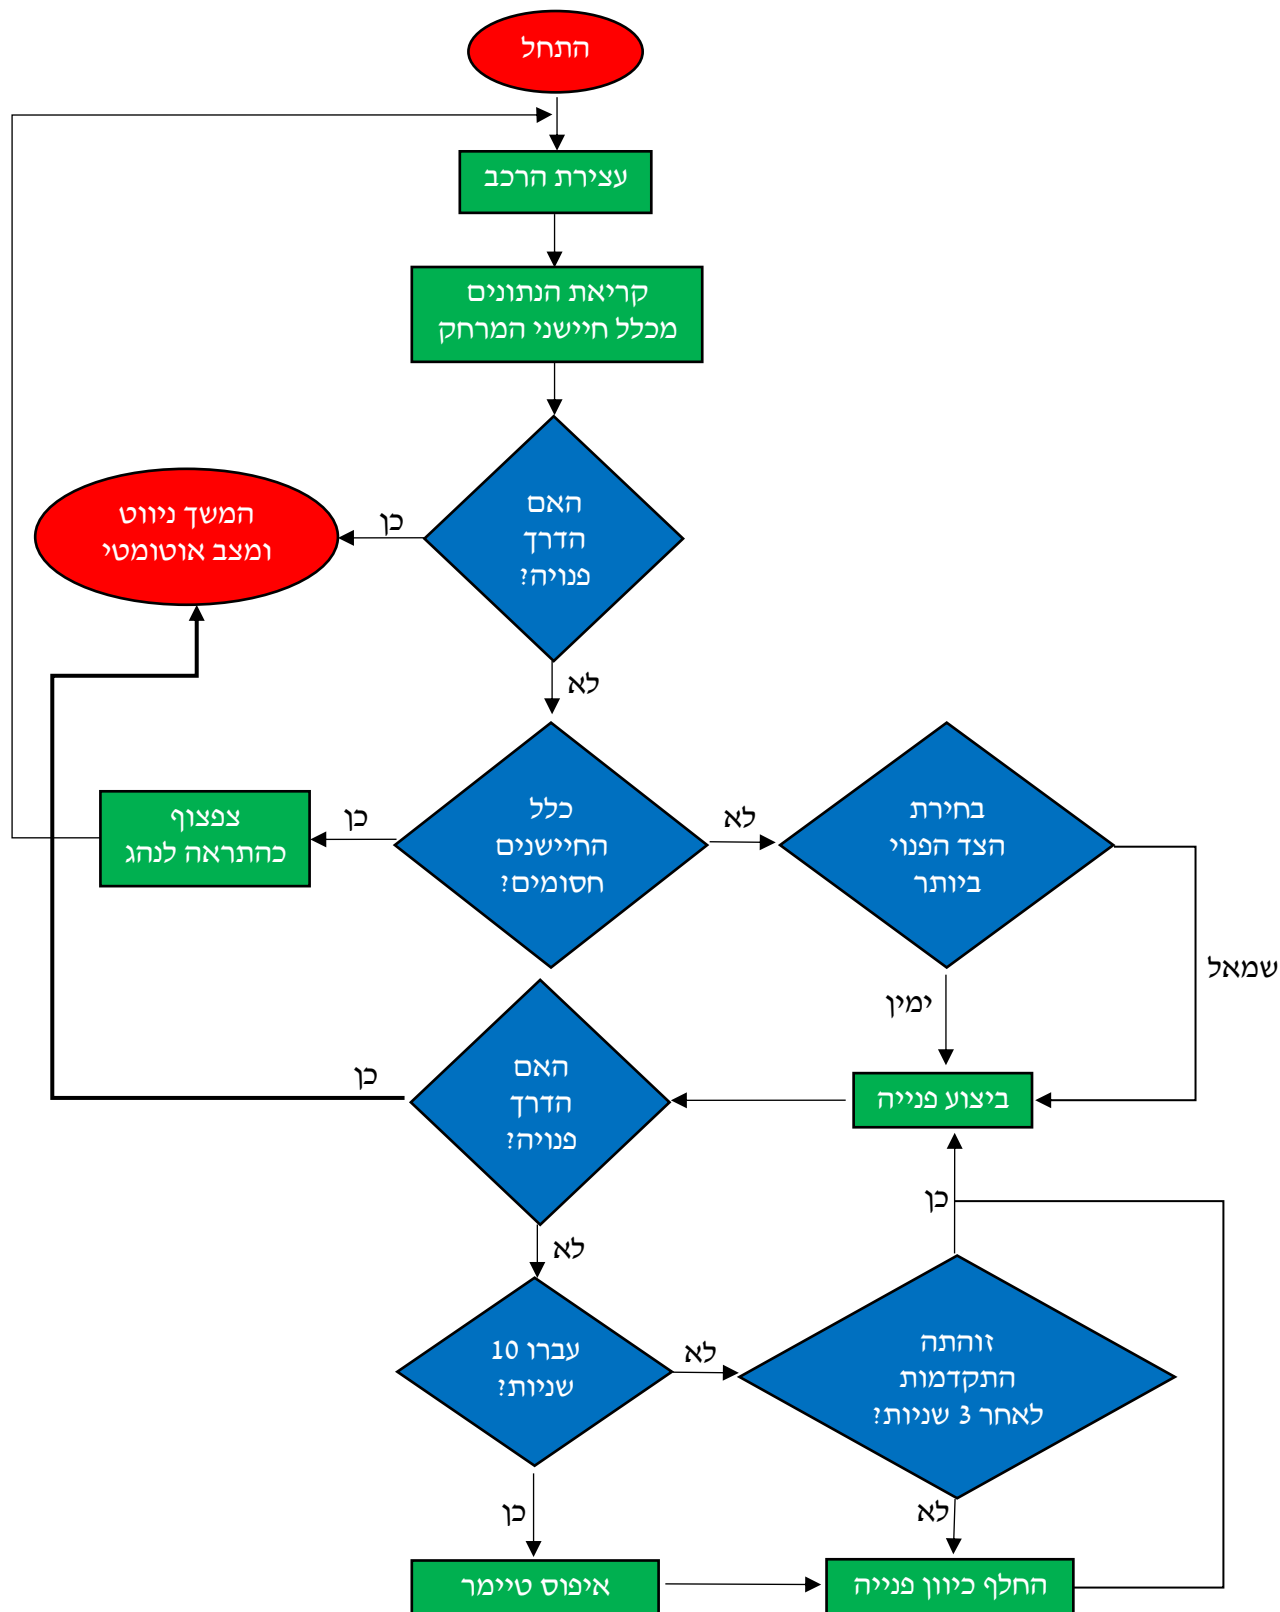 התחל
עצירת הרכב
קריאת הנתונים
מכלל חיישני המרחק
האם
הדרך
פנויה?
כן
המשך ניווט
ומצב אוטומטי
לא
כלל
החיישנים
חסומים?
כן
צפצוף
כהתראה לנהג
לא
בחירת
הצד הפנוי
ביותר
שמאל
ימין
ביצוע פנייה
האם
הדרך
פנויה?
כן
לא
עברו 10
שניות?
לא
זוהתה
התקדמות
לאחר 3 שניות?
כן
כן
לא
איפוס טיימר
החלף כיוון פנייה